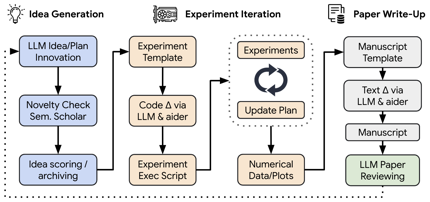 Idea Generation
Experiment Iteration
Paper Write-Up
LLM Idea/Plan
Innovation
Novelty Check
Sem. Scholar
Idea scoring /
archiving
Experiment
Template
Code Δ via
LLM & aider
Experiment
Exec Script
Experiments
Update Plan
Numerical
Data/Plots
Manuscript
Template
Text Δ via
LLM & aider
Manuscript
LLM Paper
Reviewing